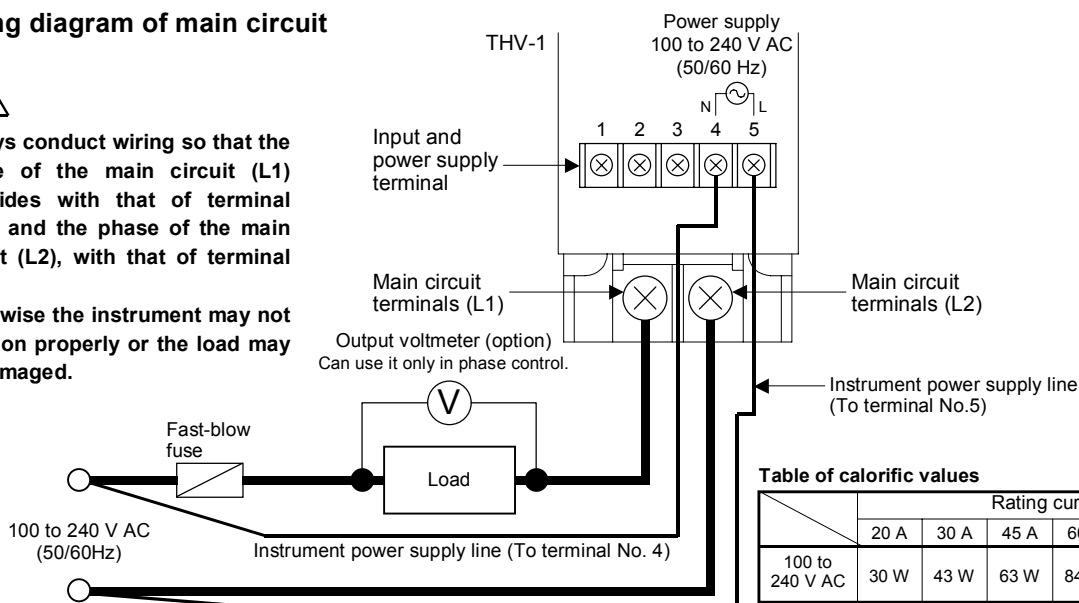 diagram of main circuit
conduct wiring so that the
of the main circuit (L1)
with that of terminal
and the phase of the main
(L2), with that of terminal
the instrument may not
properly or the load may
THV-1
Power supply
100 to 240 V AC
(50/60 Hz)
N L
1 2 3 4 5
Input and
power supply
terminal
Main circuit
terminals (L1)
Main circuit
terminals (L2)
Output voltmeter (option)
Can use it only in phase control.
V
Instrument power supply line
(To terminal No.5)
Fast-blow
fuse
Load
100 to 240 V AC
(50/60Hz)
Instrument power supply line (To terminal No. 4)
Table of calorific values
Rating
20 A 30 A 45 A
100 to
240 V AC
30 W 43 W 63 W